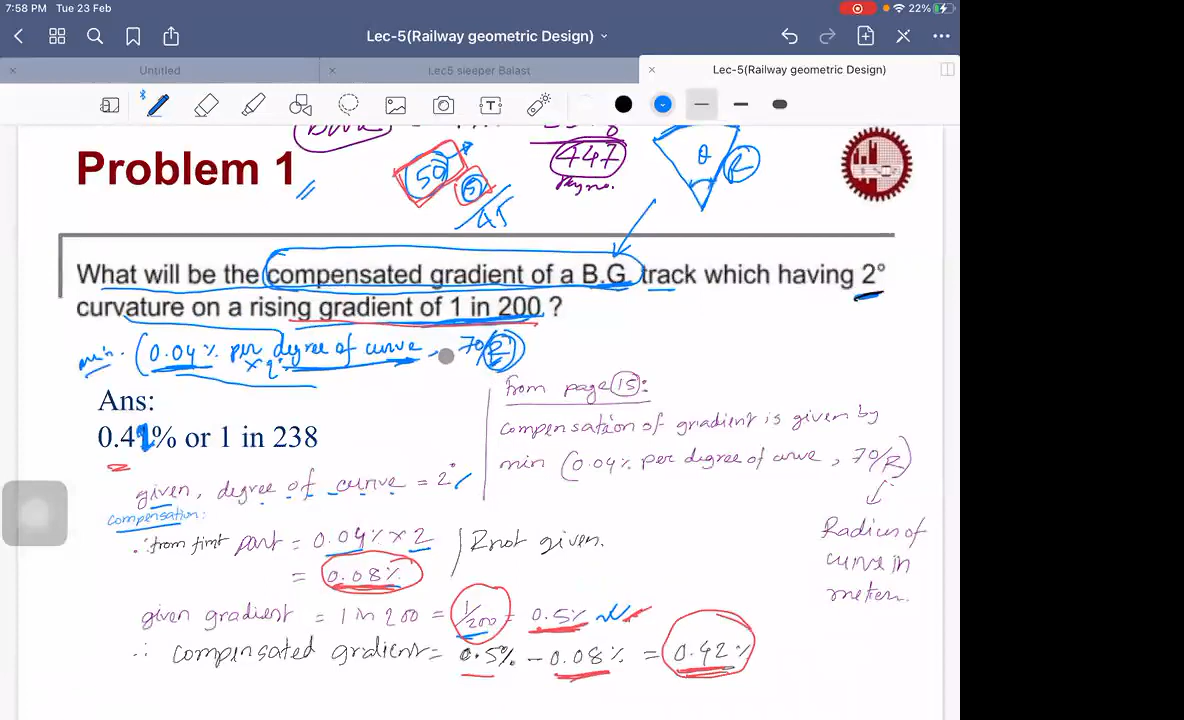 7:58 PM Tue 23 Feb
22%
Lec-5(Railway geometric Design)
Untitled
Lec5 sleeper Balast
Lec-5(Railway geometric Design)
T
Problem 1
50
5
45
447
θ
R
What will be the compensated gradient of a B.G. track which having 2°
curvature on a rising gradient of 1 in 200 ?
min. (0.04% per degree of curve, 70/R)
Ans:
0.41% or 1 in 238
From page 15:
compensation of gradient is given by
min (0.04% per degree of curve, 70/R)
Radius of
curve in
meter.
given, degree of curve = 2°
compensation:
∴ from first part = 0.04% × 2
= 0.08%
R not given.
given gradient = 1 in 200 = 1/200 = 0.5%
∴ compensated gradient = 0.5% - 0.08% = 0.42%